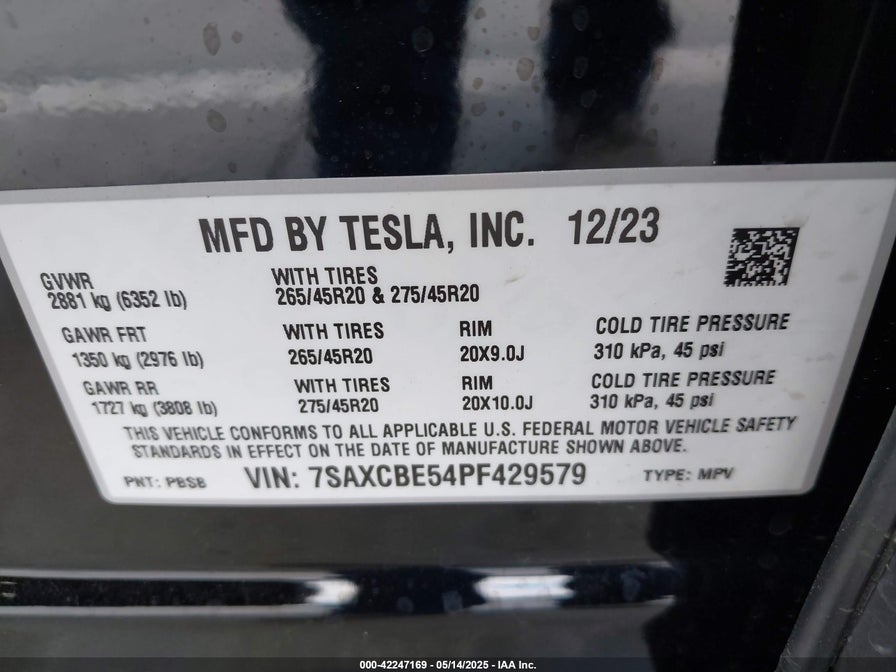 MFD BY TESLA, INC. 12/23
GVWR
2881 kg (6352 lb)
WITH TIRES
265/45R20 & 275/45R20
GAWR FRT
1350 kg (2976 lb)
WITH TIRES
265/45R20
RIM
20X9.0J
COLD TIRE PRESSURE
310 kPa, 45 psi
GAWR RR
1727 kg (3808 lb)
WITH TIRES
275/45R20
RIM
20X10.0J
COLD TIRE PRESSURE
310 kPa, 45 psi
THIS VEHICLE CONFORMS TO ALL APPLICABLE U.S. FEDERAL MOTOR VEHICLE SAFETY
STANDARDS IN EFFECT ON THE DATE OF MANUFACTURE SHOWN ABOVE.
PNT: PBSB VIN: 7SAXCBE54PF429579 TYPE: MPV
000-42247169 - 05/14/2025 - IAA Inc.